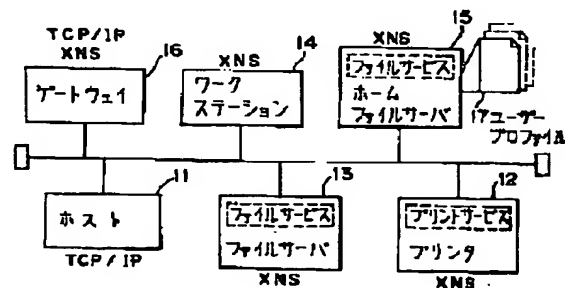 TCP/IP
XNS
16
ゲートウェイ
XNS
14
ワーク
ステーション
XNS
15
ファイルサービス
ホーム
ファイルサーバ
17 ユーザー
プロファイル
11
ホスト
TCP/IP
13
ファイルサービス
ファイルサーバ
XNS
12
プリントサービス
プリンタ
XNS